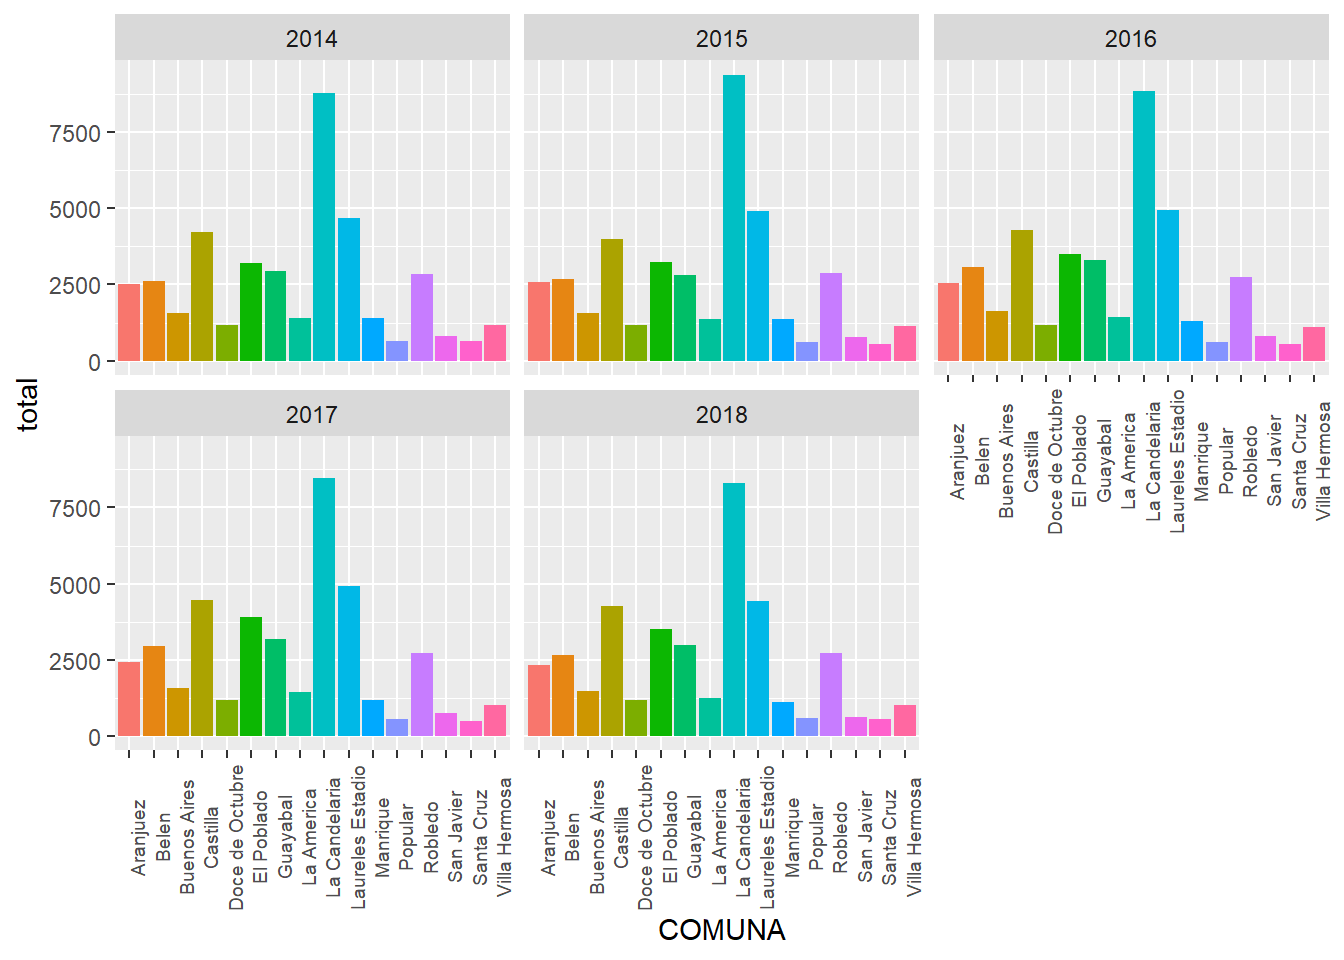 2014
2015
2016
7500
5000
2500
0
Aranjuez
Belen
Buenos Aires
Castilla
Doce de Octubre
El Poblado
Guayabal
La America
La Candelaria
Laureles Estadio
Manrique
Popular
Robledo
San Javier
Santa Cruz
Villa Hermosa
total
2017
2018
7500
5000
2500
0
Aranjuez
Belen
Buenos Aires
Castilla
Doce de Octubre
El Poblado
Guayabal
La America
La Candelaria
Laureles Estadio
Manrique
Popular
Robledo
San Javier
Santa Cruz
Villa Hermosa
Aranjuez
Belen
Buenos Aires
Castilla
Doce de Octubre
El Poblado
Guayabal
La America
La Candelaria
Laureles Estadio
Manrique
Popular
Robledo
San Javier
Santa Cruz
Villa Hermosa
COMUNA